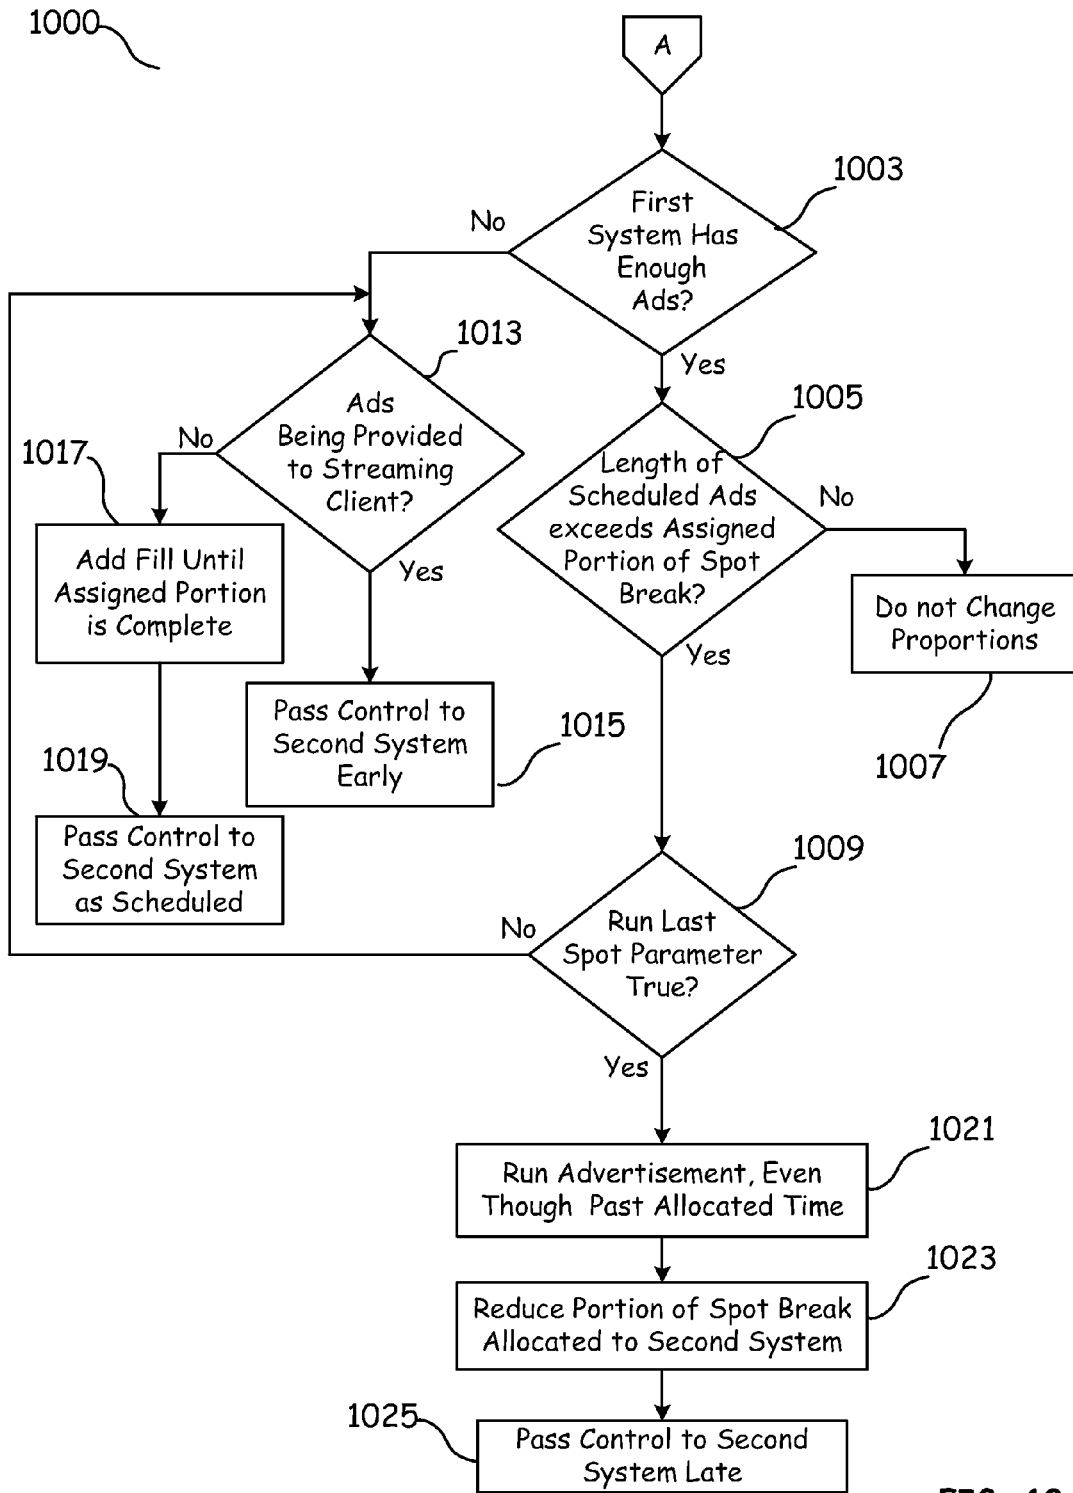 1000
A
1003
First
System Has
Enough
Ads?
No
Yes
1013
Ads
Being Provided
to Streaming
Client?
No
Yes
1005
Length of
Scheduled Ads
exceeds Assigned
Portion of Spot
Break?
No
Yes
1017
Add Fill Until
Assigned Portion
is Complete
Do not Change
Proportions
1007
Pass Control to
Second System
Early
1015
1019
Pass Control to
Second System
as Scheduled
1009
Run Last
Spot Parameter
True?
No
Yes
1021
Run Advertisement, Even
Though Past Allocated Time
1023
Reduce Portion of Spot Break
Allocated to Second System
1025
Pass Control to Second
System Late